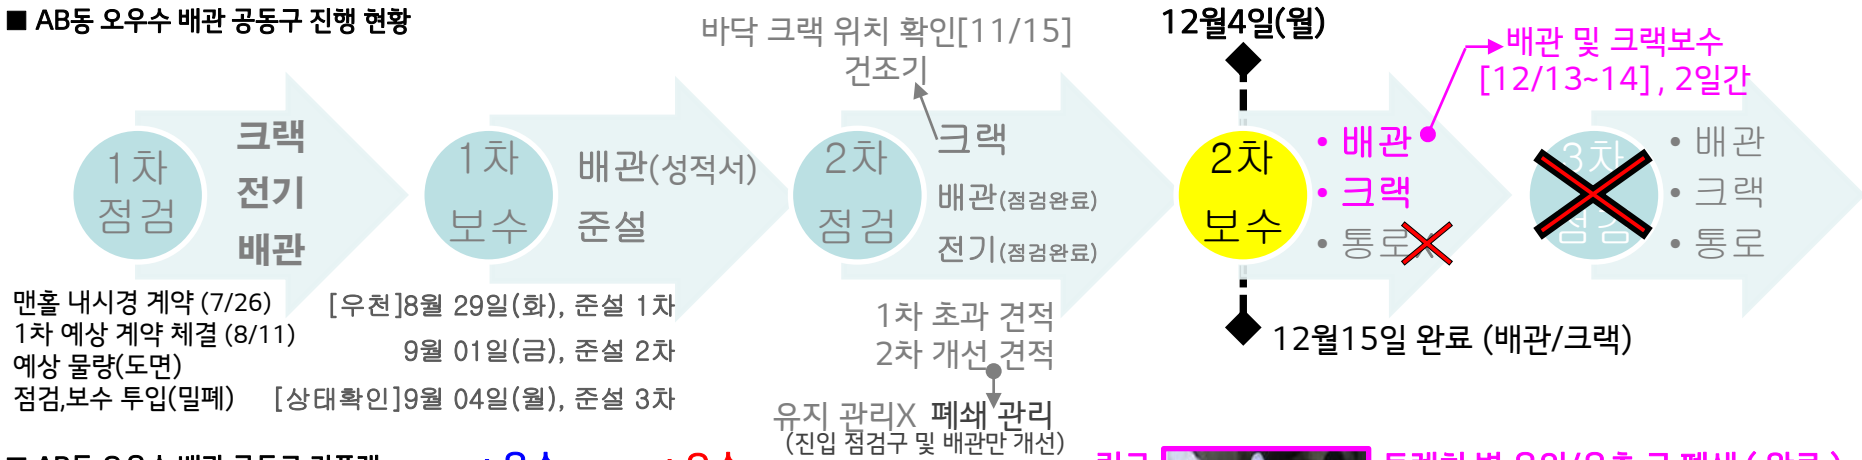 ■ AB동 오우수 배관 공동구 진행 현황
바닥 크랙 위치 확인[11/15]
건조기
12월4일(월)
배관 및 크랙보수
[12/13~14] , 2일간
1차
점검
크랙
전기
배관
1차
보수
배관(성적서)
준설
2차
점검
크랙
배관(점검완료)
전기(점검완료)
2차
보수
• 배관
• 크랙
• 통로
3차
점검
• 배관
• 크랙
• 통로
맨홀 내시경 계약 (7/26)
1차 예상 계약 체결 (8/11)
예상 물량(도면)
점검,보수 투입(밀폐)
[우천]8월 29일(화), 준설 1차
9월 01일(금), 준설 2차
[상태확인]9월 04일(월), 준설 3차
1차 초과 견적
2차 개선 견적
유지 관리X 폐쇄 관리
(진입 점검구 및 배관만 개선)
12월15일 완료 (배관/크랙)
■ AB동 오우수 배관 공동구